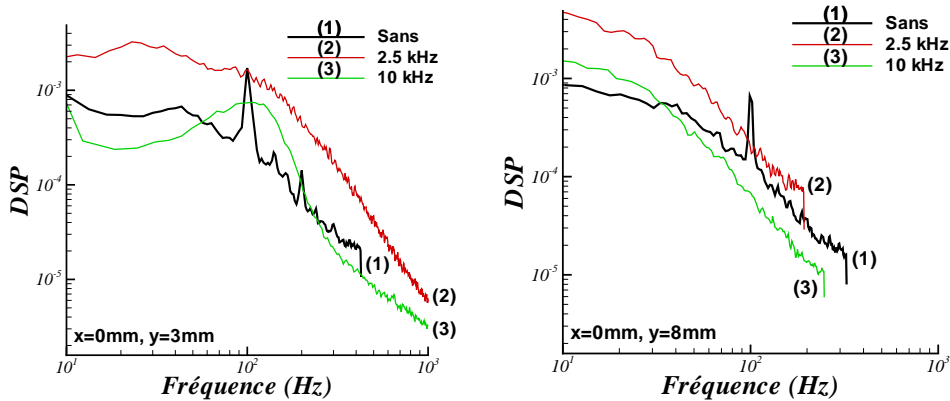 (1) Sans
(2) 2.5 kHz
(3) 10 kHz
10^-3
10^-4
10^-5
DSP
(1)
(2)
(3)
x=0mm, y=3mm
10^1 10^2 10^3
Fréquence (Hz)
(1) Sans
(2) 2.5 kHz
(3) 10 kHz
10^-3
10^-4
10^-5
DSP
(2)
(1)
(3)
x=0mm, y=8mm
10^1 10^2 10^3
Fréquence (Hz)